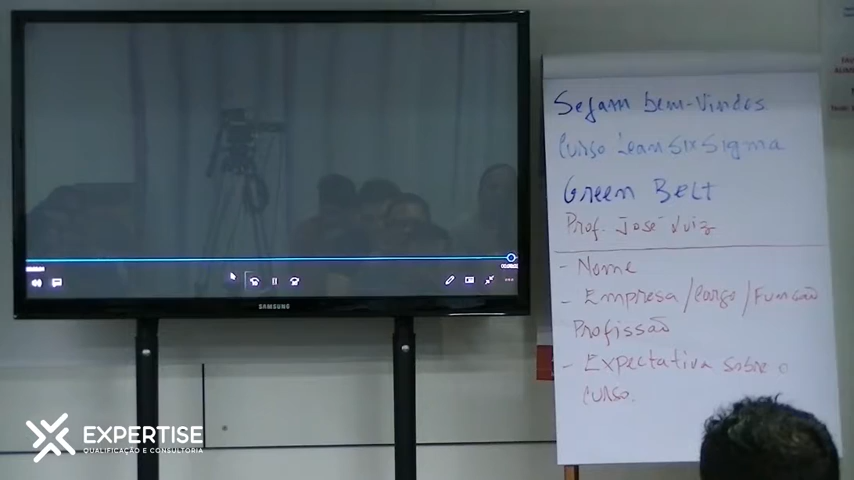 Sejam bem-vindos
Curso Lean Six Sigma
Green Belt
Prof. José Luiz
- Nome
- Empresa/Cargo/Função
Profissão
- Expectativa sobre o
Curso.
SAMSUNG
EXPERTISE
QUALIFICAÇÃO E CONSULTORIA